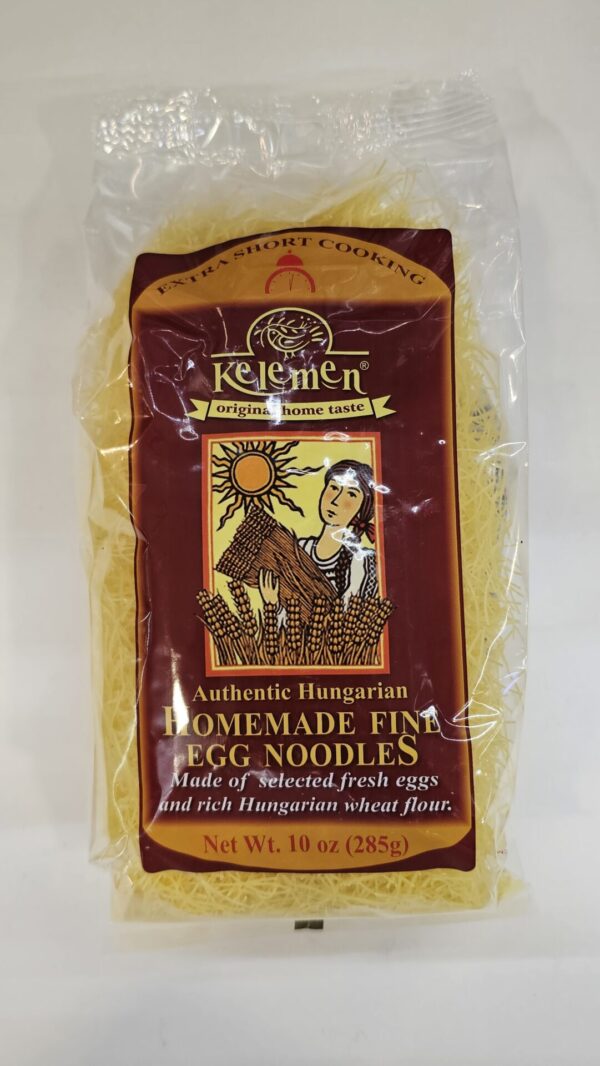 EXTRA SHORT COOKING
Kelemen®
original home taste
Authentic Hungarian
HOMEMADE FINE
EGG NOODLES
Made of selected fresh eggs
and rich Hungarian wheat flour.
Net Wt. 10 oz (285g)